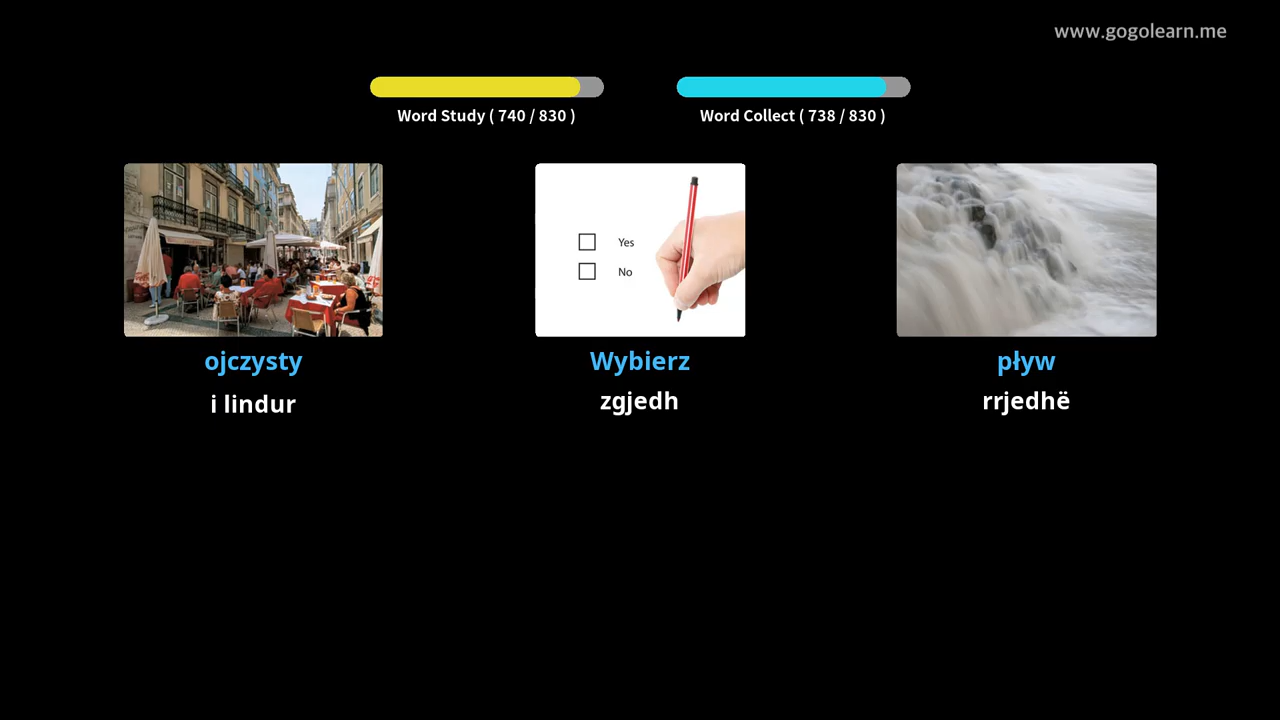 www.gogolearn.me
Word Study ( 740 / 830 )
Word Collect ( 738 / 830 )
Yes
No
ojczysty
Wybierz
pływ
i lindur
zgjedh
rrjedhë